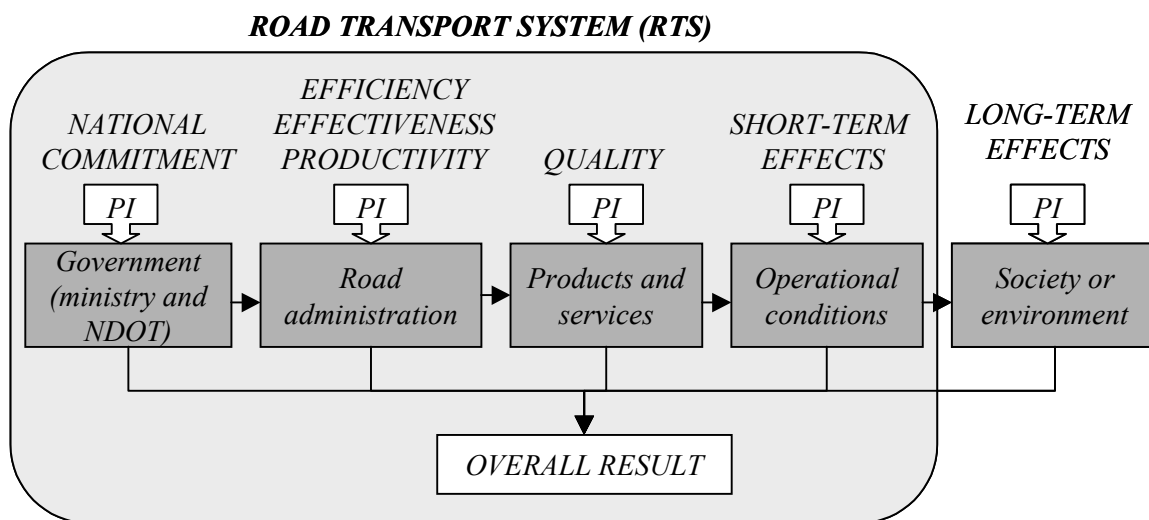 ROAD TRANSPORT SYSTEM (RTS)
NATIONAL
COMMITMENT
EFFICIENCY
EFFECTIVENESS
PRODUCTIVITY
QUALITY
SHORT-TERM
EFFECTS
LONG-TERM
EFFECTS
PI
PI
PI
PI
PI
Government
(ministry and
NDOT)
Road
administration
Products and
services
Operational
conditions
Society or
environment
OVERALL RESULT